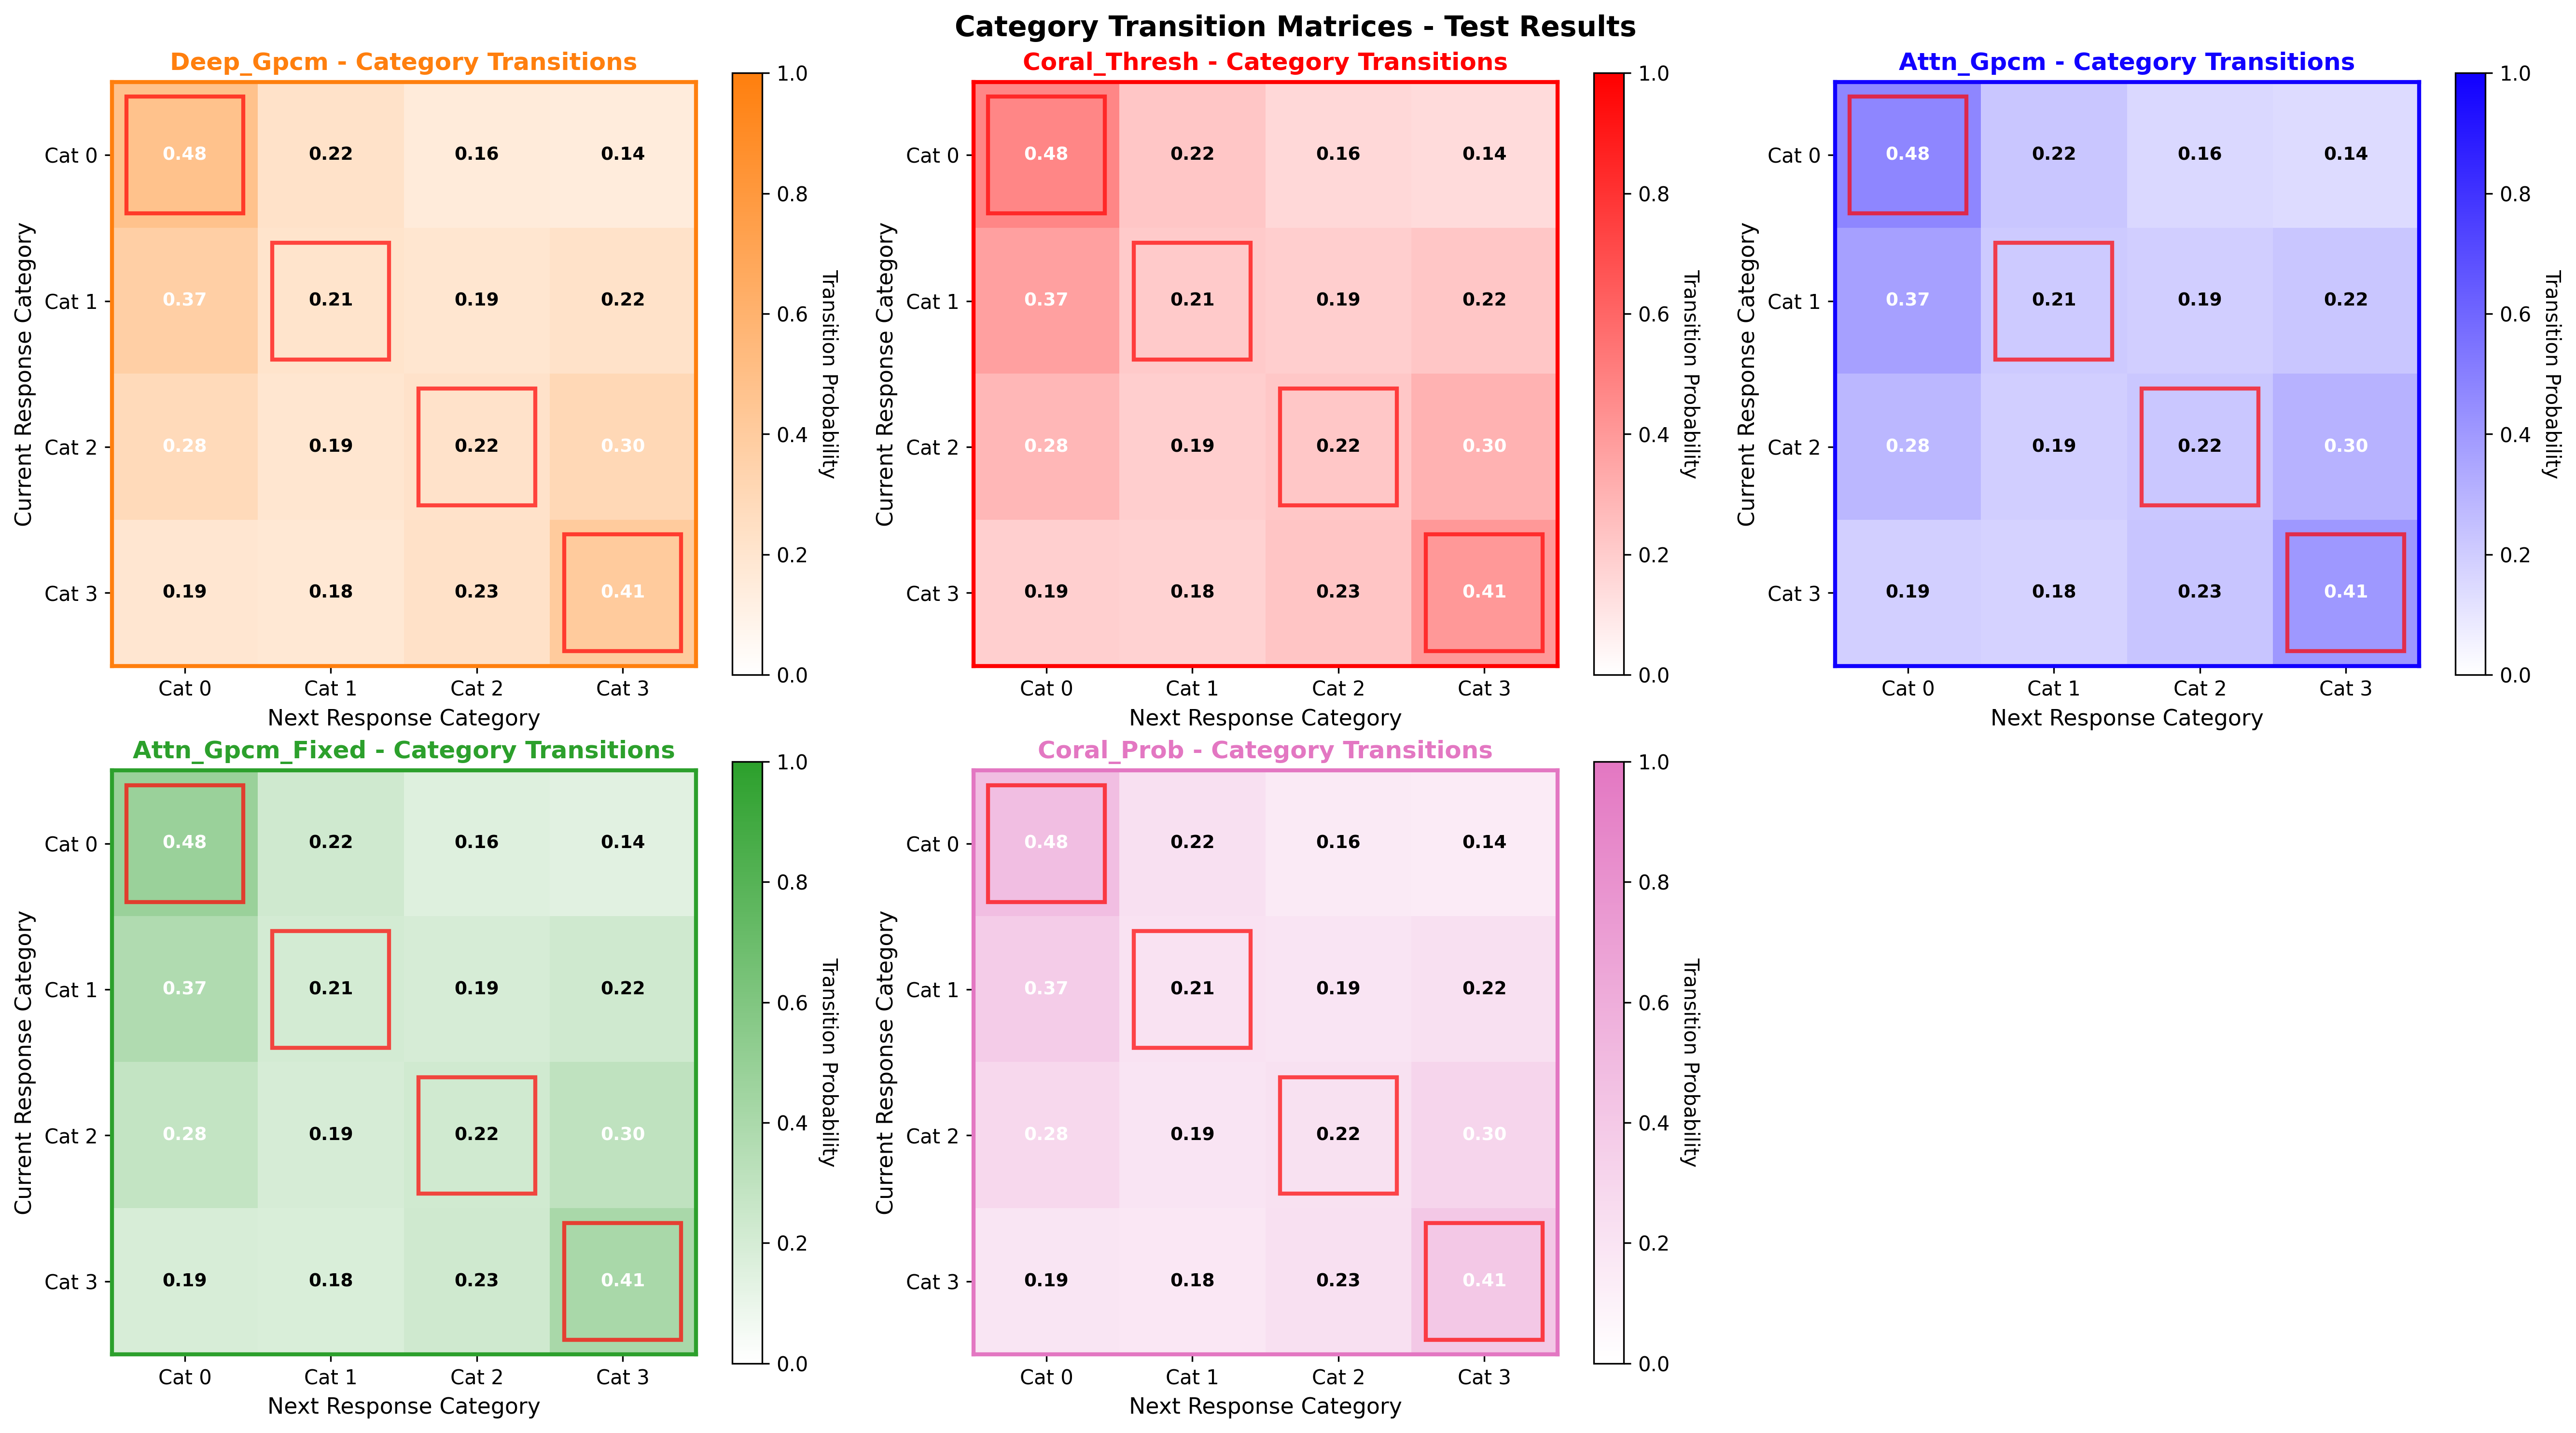 Category Transition Matrices - Test Results
Deep_Gpcm - Category Transitions
Current Response Category
Cat 0 0.48 0.22 0.16 0.14
Cat 1 0.37 0.21 0.19 0.22
Cat 2 0.28 0.19 0.22 0.30
Cat 3 0.19 0.18 0.23 0.41
Cat 0 Cat 1 Cat 2 Cat 3
Next Response Category
1.0
0.8
0.6
0.4
0.2
0.0
Transition Probability
Coral_Thresh - Category Transitions
Current Response Category
Cat 0 0.48 0.22 0.16 0.14
Cat 1 0.37 0.21 0.19 0.22
Cat 2 0.28 0.19 0.22 0.30
Cat 3 0.19 0.18 0.23 0.41
Cat 0 Cat 1 Cat 2 Cat 3
Next Response Category
1.0
0.8
0.6
0.4
0.2
0.0
Transition Probability
Attn_Gpcm - Category Transitions
Current Response Category
Cat 0 0.48 0.22 0.16 0.14
Cat 1 0.37 0.21 0.19 0.22
Cat 2 0.28 0.19 0.22 0.30
Cat 3 0.19 0.18 0.23 0.41
Cat 0 Cat 1 Cat 2 Cat 3
Next Response Category
1.0
0.8
0.6
0.4
0.2
0.0
Transition Probability
Attn_Gpcm_Fixed - Category Transitions
Current Response Category
Cat 0 0.48 0.22 0.16 0.14
Cat 1 0.37 0.21 0.19 0.22
Cat 2 0.28 0.19 0.22 0.30
Cat 3 0.19 0.18 0.23 0.41
Cat 0 Cat 1 Cat 2 Cat 3
Next Response Category
1.0
0.8
0.6
0.4
0.2
0.0
Transition Probability
Coral_Prob - Category Transitions
Current Response Category
Cat 0 0.48 0.22 0.16 0.14
Cat 1 0.37 0.21 0.19 0.22
Cat 2 0.28 0.19 0.22 0.30
Cat 3 0.19 0.18 0.23 0.41
Cat 0 Cat 1 Cat 2 Cat 3
Next Response Category
1.0
0.8
0.6
0.4
0.2
0.0
Transition Probability